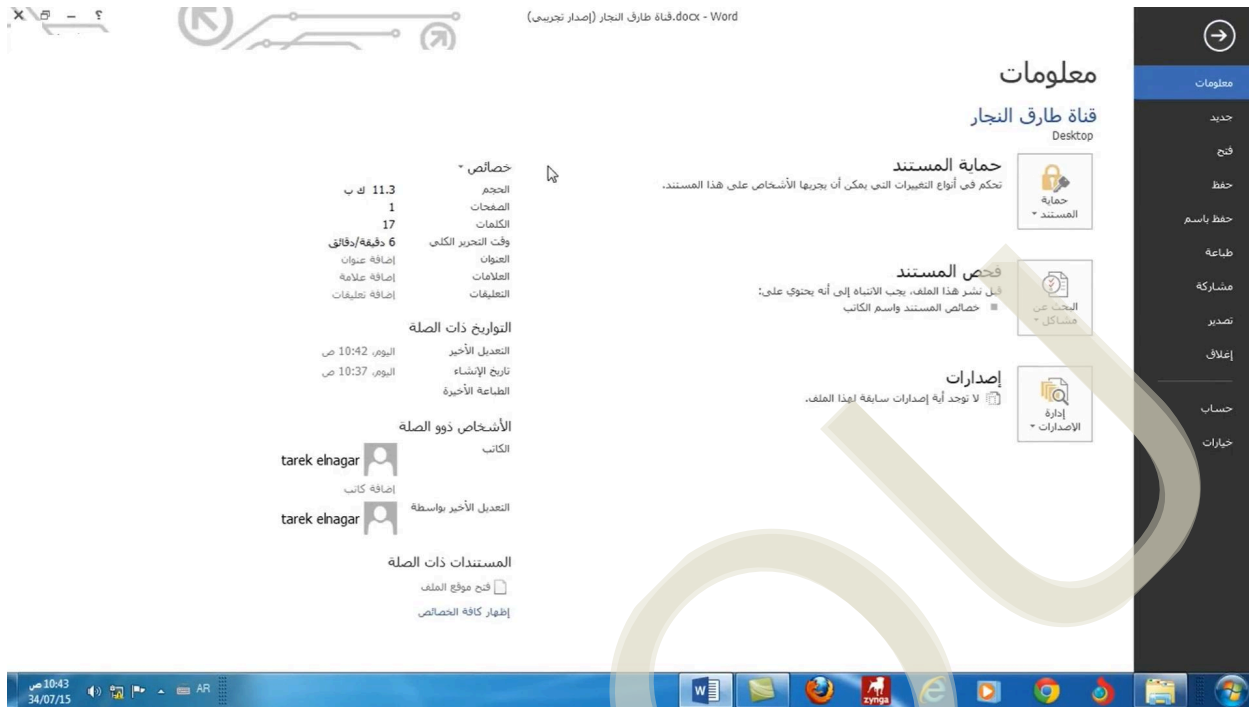 قناة طارق النجار (إصدار تجريبي).docx - Word
معلومات
جديد
فتح
حفظ
حفظ باسم
طباعة
مشاركة
تصدير
إغلاق
حساب
خيارات
معلومات
قناة طارق النجار
Desktop
حماية المستند
حماية المستند
تحكم في أنواع التغييرات التي يمكن أن يجريها الأشخاص على هذا المستند.
البحث عن مشاكل
فحص المستند
قبل نشر هذا الملف، يجب الانتباه إلى أنه يحتوي على:
خصائص المستند واسم الكاتب
إدارة الإصدارات
إصدارات
لا توجد أية إصدارات سابقة لهذا الملف.
خصائص
الحجم 11.3 ك ب
الصفحات 1
الكلمات 17
وقت التحرير الكلي 6 دقيقة/دقائق
العنوان إضافة عنوان
العلامات إضافة علامة
التعليقات إضافة تعليقات
التواريخ ذات الصلة
التعديل الأخير اليوم، 10:42 ص
تاريخ الإنشاء اليوم، 10:37 ص
الطباعة الأخيرة
الأشخاص ذوو الصلة
الكاتب tarek elnagar
إضافة كاتب
التعديل الأخير بواسطة tarek elnagar
المستندات ذات الصلة
فتح موقع الملف
إظهار كافة الخصائص
zynga
AR
10:43 ص
34/07/15